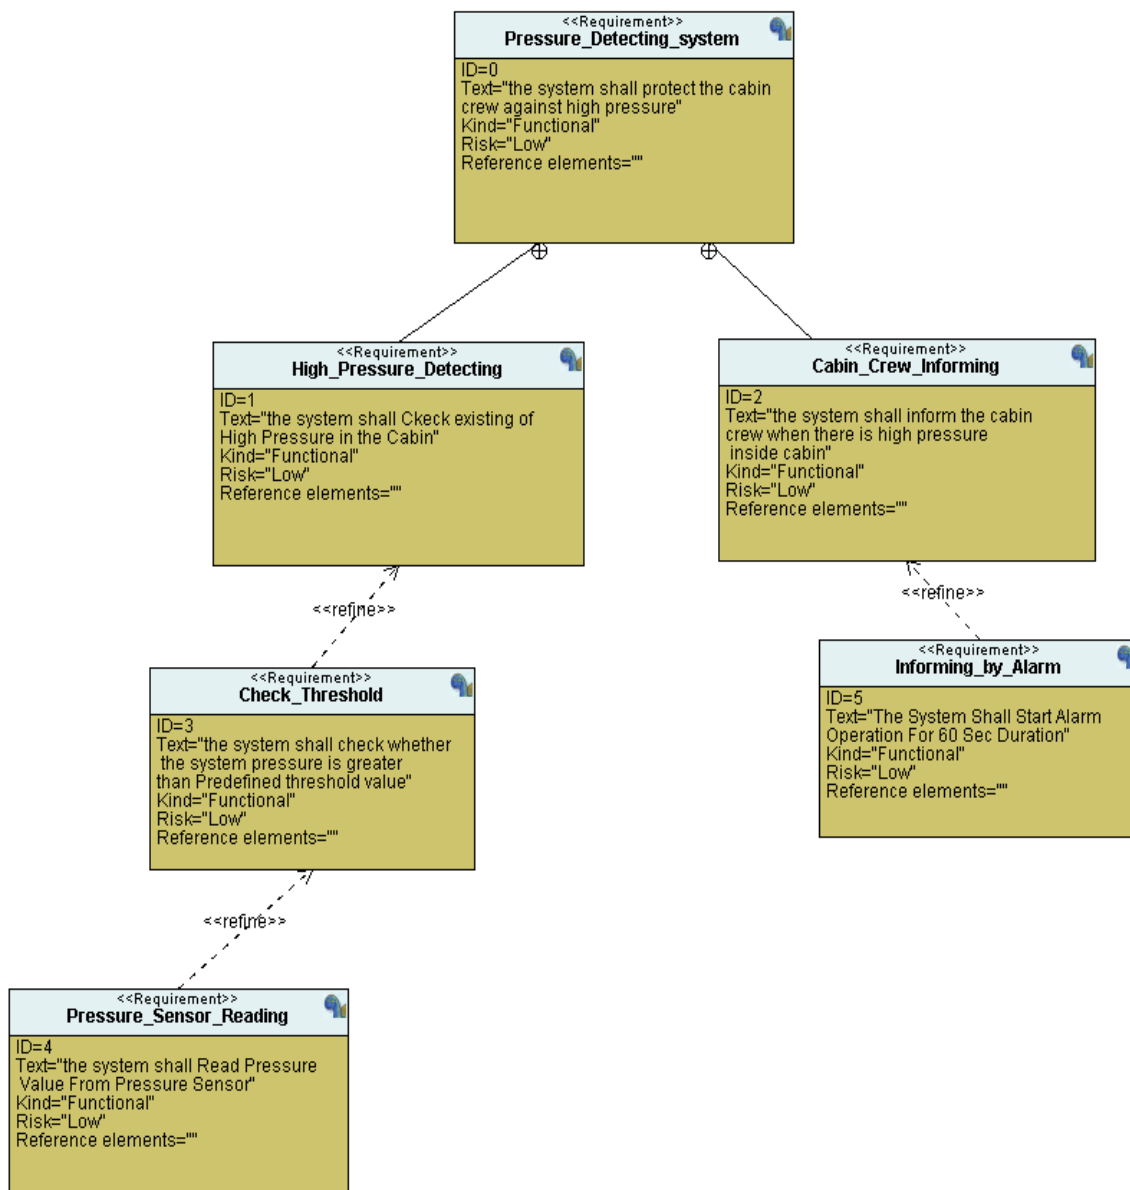 <<Requirement>>
Pressure_Detecting_system
ID=0
Text="the system shall protect the cabin
crew against high pressure"
Kind="Functional"
Risk="Low"
Reference elements=""
<<Requirement>>
High_Pressure_Detecting
ID=1
Text="the system shall Ckeck existing of
High Pressure in the Cabin"
Kind="Functional"
Risk="Low"
Reference elements=""
<<Requirement>>
Cabin_Crew_Informing
ID=2
Text="the system shall inform the cabin
crew when there is high pressure
inside cabin"
Kind="Functional"
Risk="Low"
Reference elements=""
<<refine>>
<<refine>>
<<Requirement>>
Check_Threshold
ID=3
Text="the system shall check whether
the system pressure is greater
than Predefined threshold value"
Kind="Functional"
Risk="Low"
Reference elements=""
<<Requirement>>
Informing_by_Alarm
ID=5
Text="The System Shall Start Alarm
Operation For 60 Sec Duration"
Kind="Functional"
Risk="Low"
Reference elements=""
<<refine>>
<<Requirement>>
Pressure_Sensor_Reading
ID=4
Text="the system shall Read Pressure
Value From Pressure Sensor"
Kind="Functional"
Risk="Low"
Reference elements=""